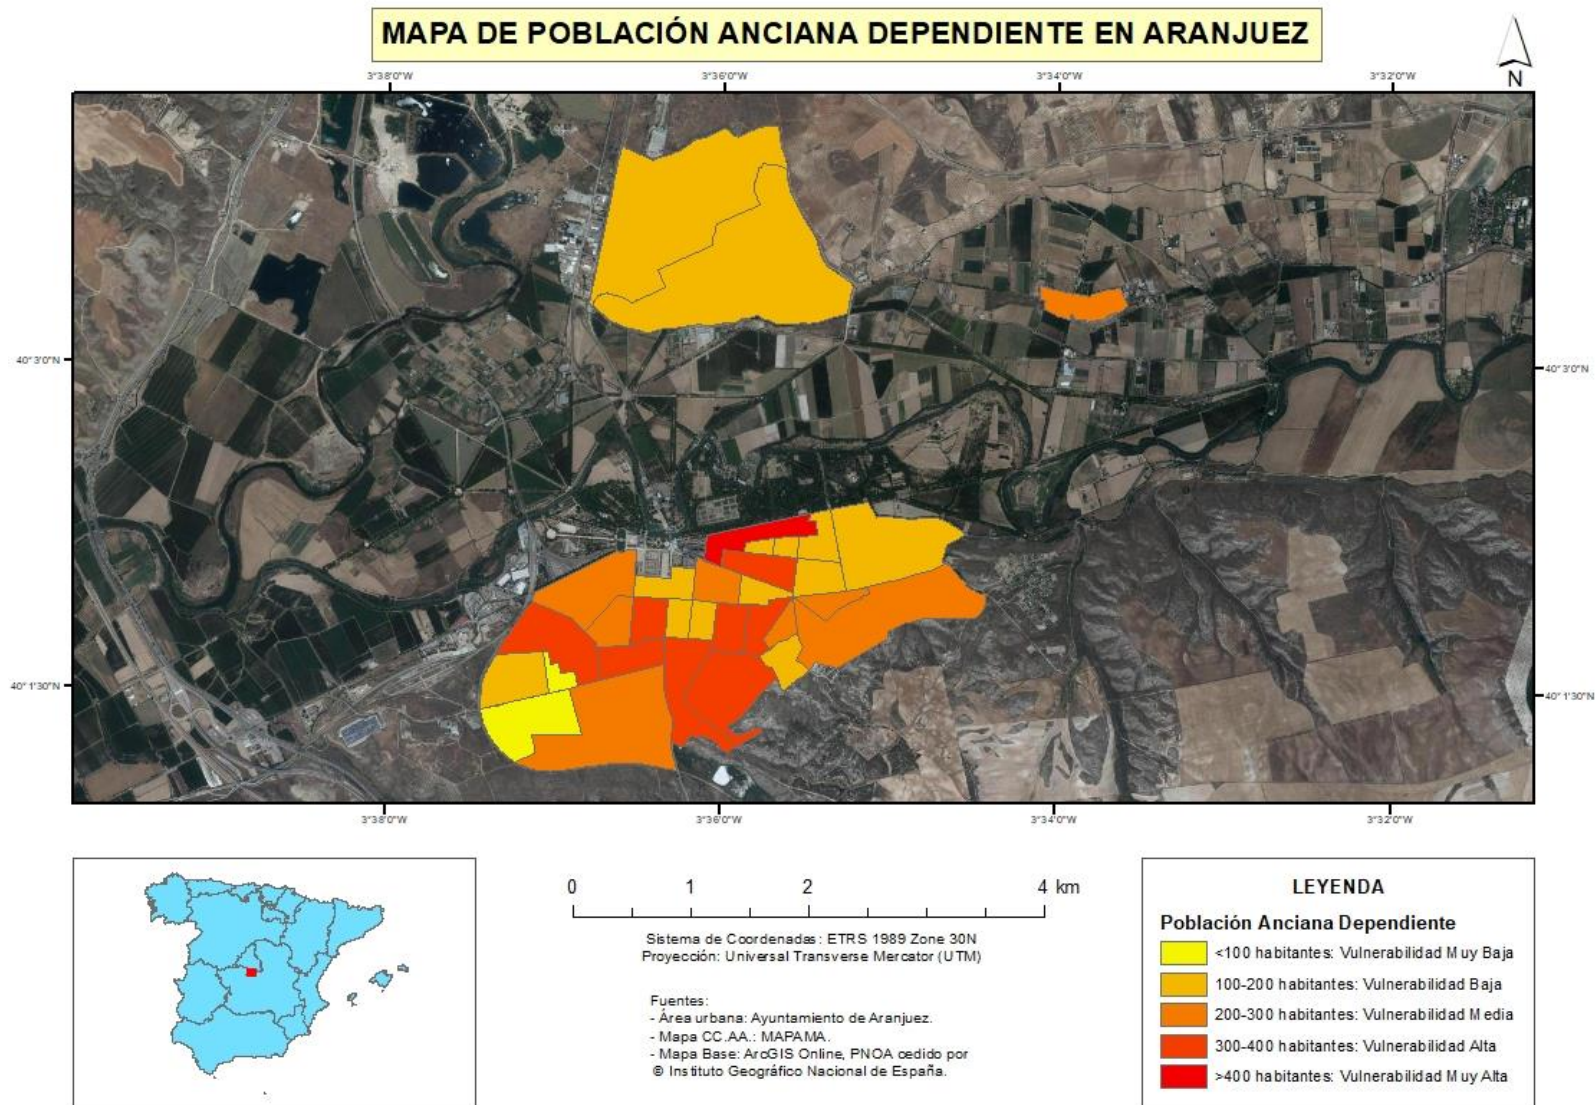 MAPA DE POBLACIÓN ANCIANA DEPENDIENTE EN ARANJUEZ
N
3°38'0"W 3°36'0"W 3°34'0"W 3°32'0"W
40°3'0"N 40°3'0"N
40°1'30"N 40°1'30"N
3°38'0"W 3°36'0"W 3°34'0"W 3°32'0"W
0 1 2 4 km
Sistema de Coordenadas: ETRS 1989 Zone 30N
Proyección: Universal Transverse Mercator (UTM)
Fuentes:
- Área urbana: Ayuntamiento de Aranjuez.
- Mapa CC.AA.: MAPAMA.
- Mapa Base: ArcGIS Online, PNOA cedido por
© Instituto Geográfico Nacional de España.
LEYENDA
Población Anciana Dependiente
<100 habitantes: Vulnerabilidad Muy Baja
100-200 habitantes: Vulnerabilidad Baja
200-300 habitantes: Vulnerabilidad Media
300-400 habitantes: Vulnerabilidad Alta
>400 habitantes: Vulnerabilidad Muy Alta